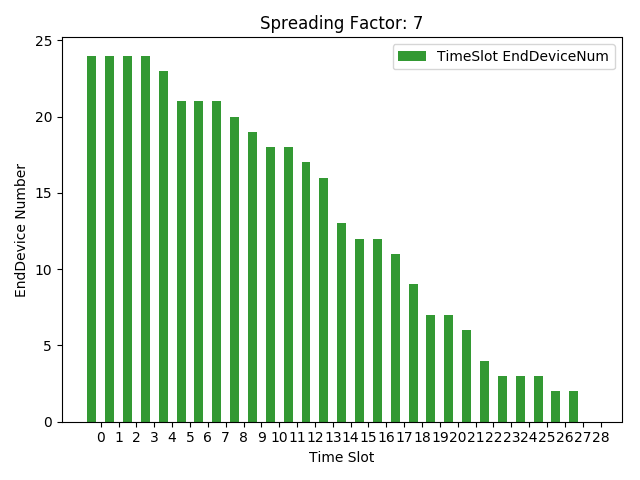 Spreading Factor: 7
TimeSlot EndDeviceNum
EndDevice Number
25
20
15
10
5
0
0 1 2 3 4 5 6 7 8 9 10 11 12 13 14 15 16 17 18 19 20 21 22 23 24 25 26 27 28
Time Slot